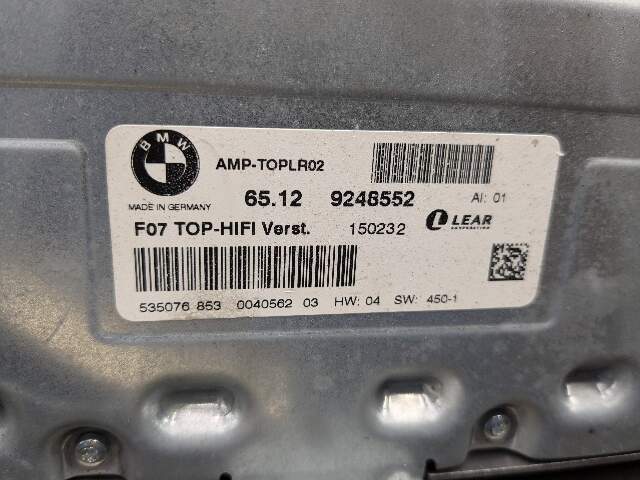 BMW
AMP-TOPLR02
MADE IN GERMANY
65.12 9248552 AI: 01
F07 TOP-HIFI Verst. 150232 LEAR
CORPORATION
535076 853 0040562 03 HW: 04 SW: 450-1